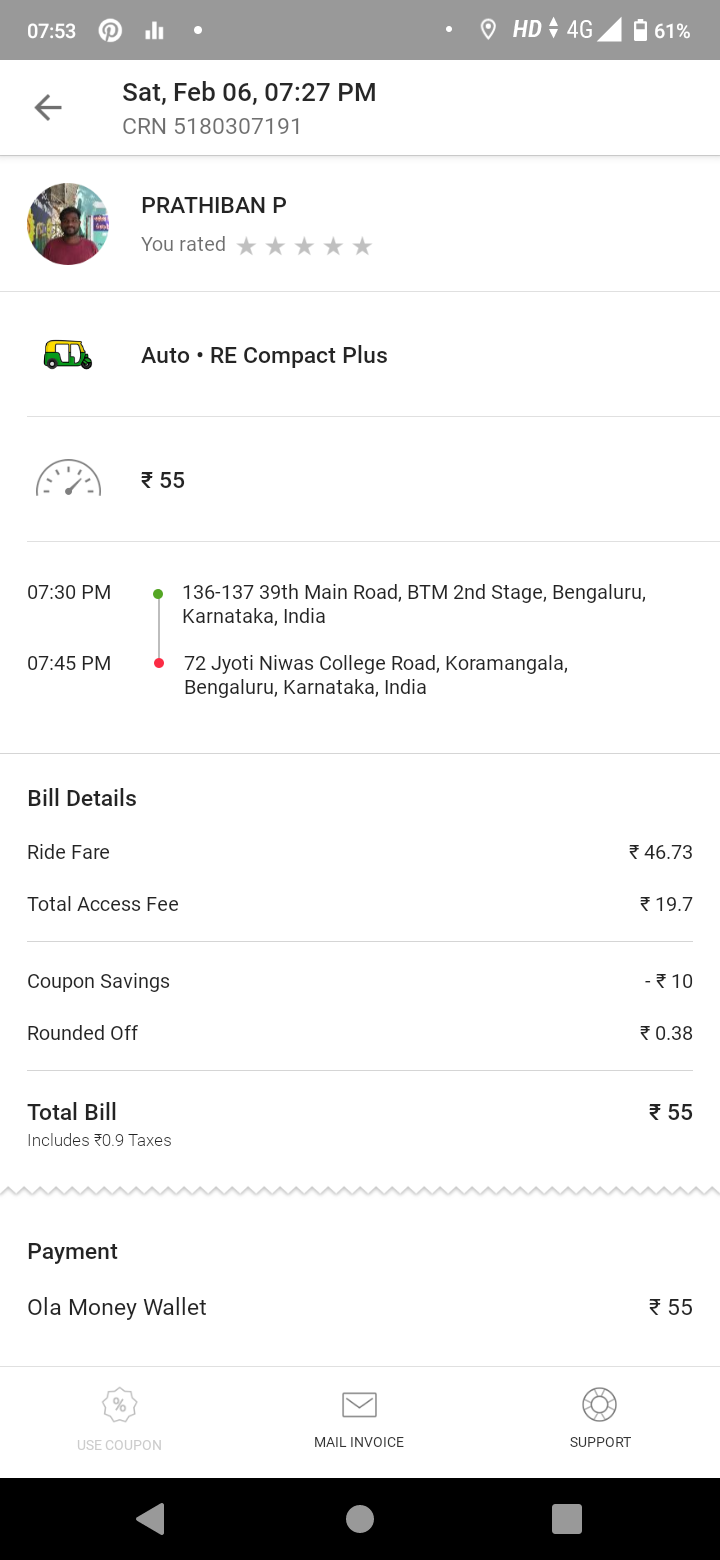 07:53 HD 4G 61%
Sat, Feb 06, 07:27 PM
CRN 5180307191
PRATHIBAN P
You rated
Auto • RE Compact Plus
₹ 55
07:30 PM 136-137 39th Main Road, BTM 2nd Stage, Bengaluru,
Karnataka, India
07:45 PM 72 Jyoti Niwas College Road, Koramangala,
Bengaluru, Karnataka, India
Bill Details
Ride Fare ₹ 46.73
Total Access Fee ₹ 19.7
Coupon Savings - ₹ 10
Rounded Off ₹ 0.38
Total Bill ₹ 55
Includes ₹0.9 Taxes
Payment
Ola Money Wallet ₹ 55
%
USE COUPON MAIL INVOICE SUPPORT